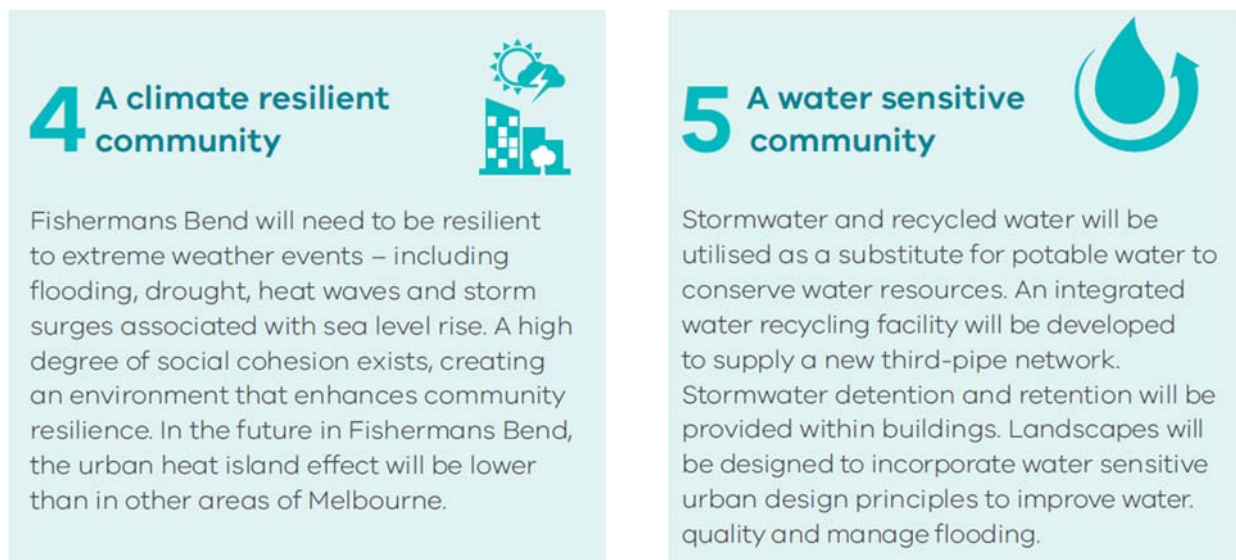 4 A climate resilient
community
Fishermans Bend will need to be resilient
to extreme weather events – including
flooding, drought, heat waves and storm
surges associated with sea level rise. A high
degree of social cohesion exists, creating
an environment that enhances community
resilience. In the future in Fishermans Bend,
the urban heat island effect will be lower
than in other areas of Melbourne.
5 A water sensitive
community
Stormwater and recycled water will be
utilised as a substitute for potable water to
conserve water resources. An integrated
water recycling facility will be developed
to supply a new third-pipe network.
Stormwater detention and retention will be
provided within buildings. Landscapes will
be designed to incorporate water sensitive
urban design principles to improve water.
quality and manage flooding.